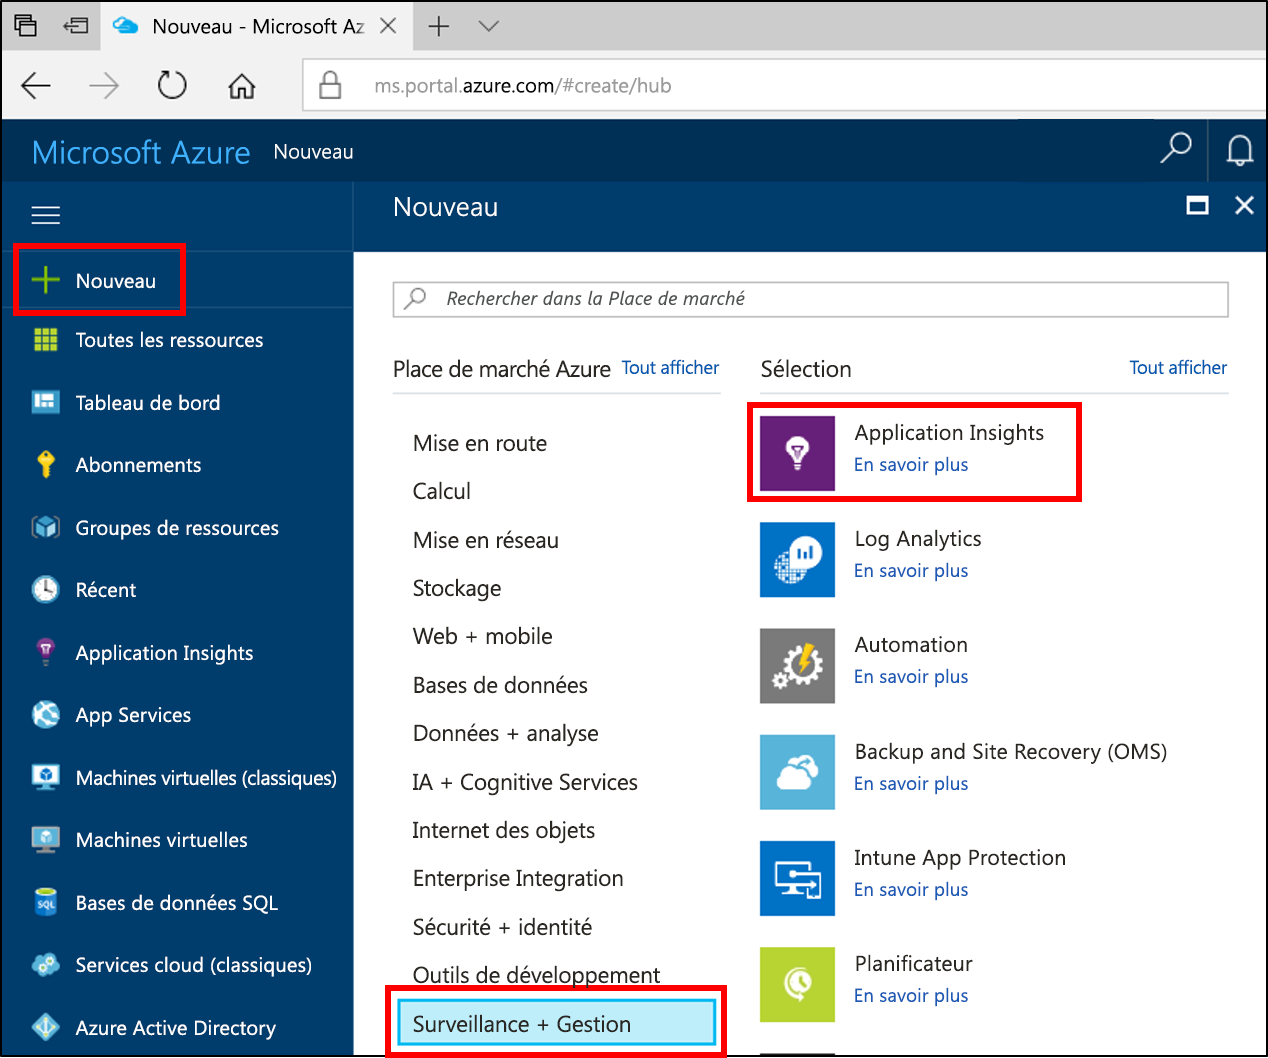 Nouveau - Microsoft Az
ms.portal.azure.com/#create/hub
Microsoft Azure Nouveau
Nouveau
Nouveau
Toutes les ressources
Tableau de bord
Abonnements
Groupes de ressources
Récent
Application Insights
App Services
Machines virtuelles (classiques)
Machines virtuelles
SQL
Bases de données SQL
Services cloud (classiques)
Azure Active Directory
Rechercher dans la Place de marché
Place de marché Azure Tout afficher
Mise en route
Calcul
Mise en réseau
Stockage
Web + mobile
Bases de données
Données + analyse
IA + Cognitive Services
Internet des objets
Enterprise Integration
Sécurité + identité
Outils de développement
Surveillance + Gestion
Sélection Tout afficher
Application Insights
En savoir plus
Log Analytics
En savoir plus
Automation
En savoir plus
Backup and Site Recovery (OMS)
En savoir plus
Intune App Protection
En savoir plus
Planificateur
En savoir plus